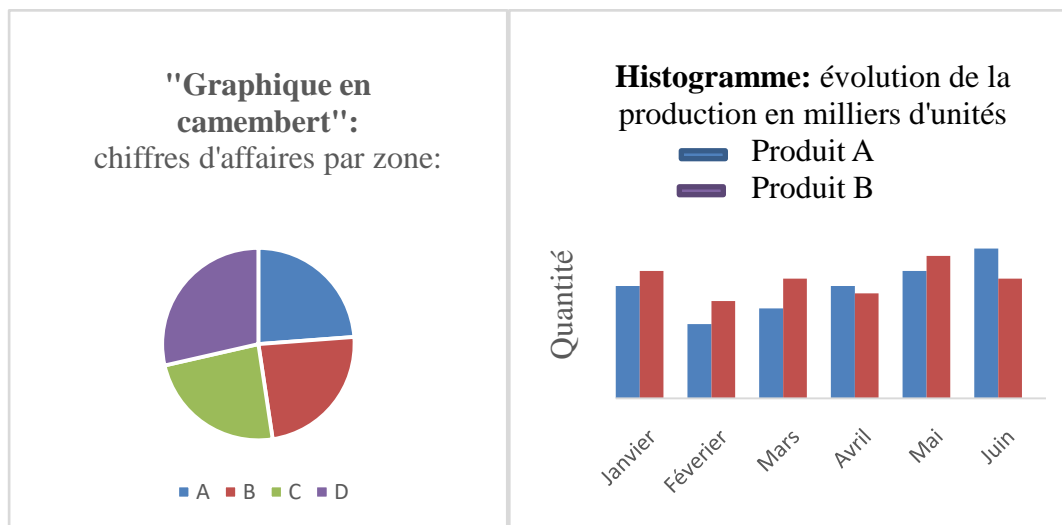 "Graphique en
camembert":
chiffres d'affaires par zone:
A B C D
Histogramme: évolution de la
production en milliers d'unités
Produit A
Produit B
Quantité
Janvier
Féverier
Mars
Avril
Mai
Juin